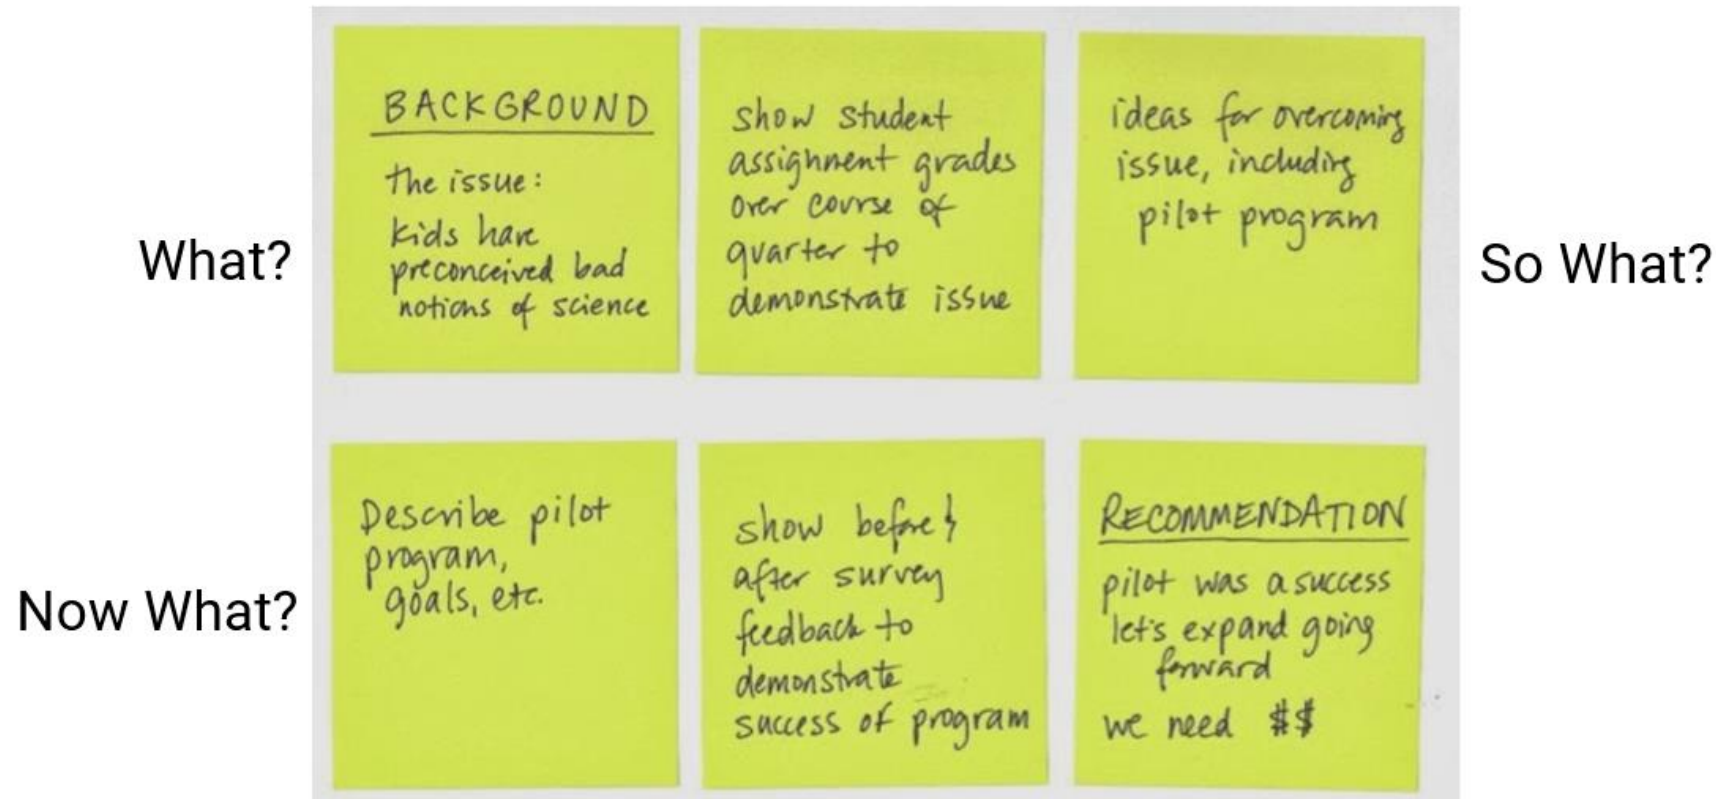 What?
BACKGROUND
the issue:
kids have
preconceived bad
notions of science
show student
assignment grades
over course of
quarter to
demonstrate issue
ideas for overcoming
issue, including
pilot program
So What?
Now What?
Describe pilot
program,
goals, etc.
show before &
after survey
feedback to
demonstrate
success of program
RECOMMENDATION
pilot was a success
let's expand going
forward
we need $$